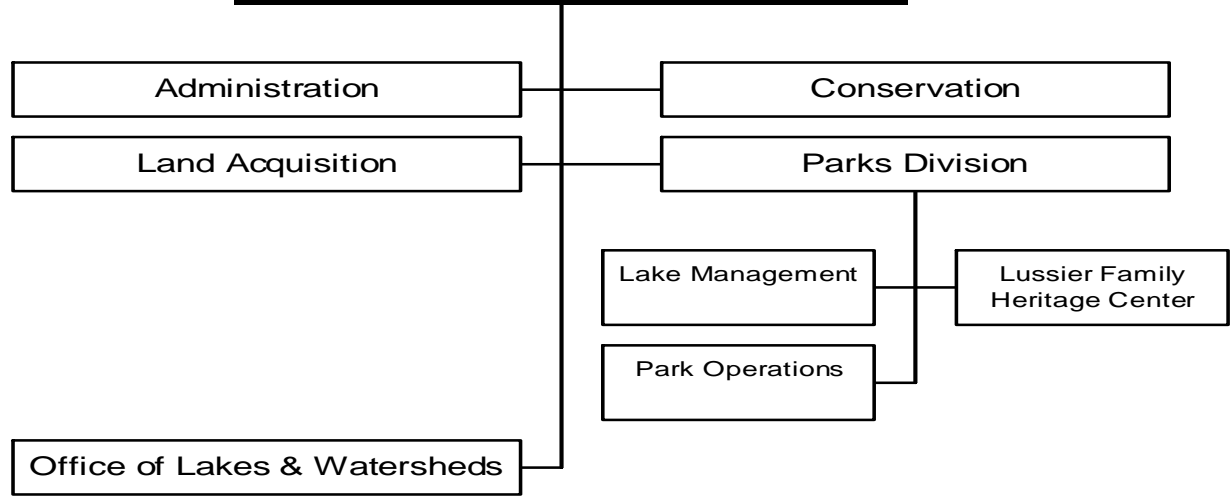 Administration
Conservation
Land Acquisition
Parks Division
Lake Management
Lussier Family
Heritage Center
Park Operations
Office of Lakes & Watersheds